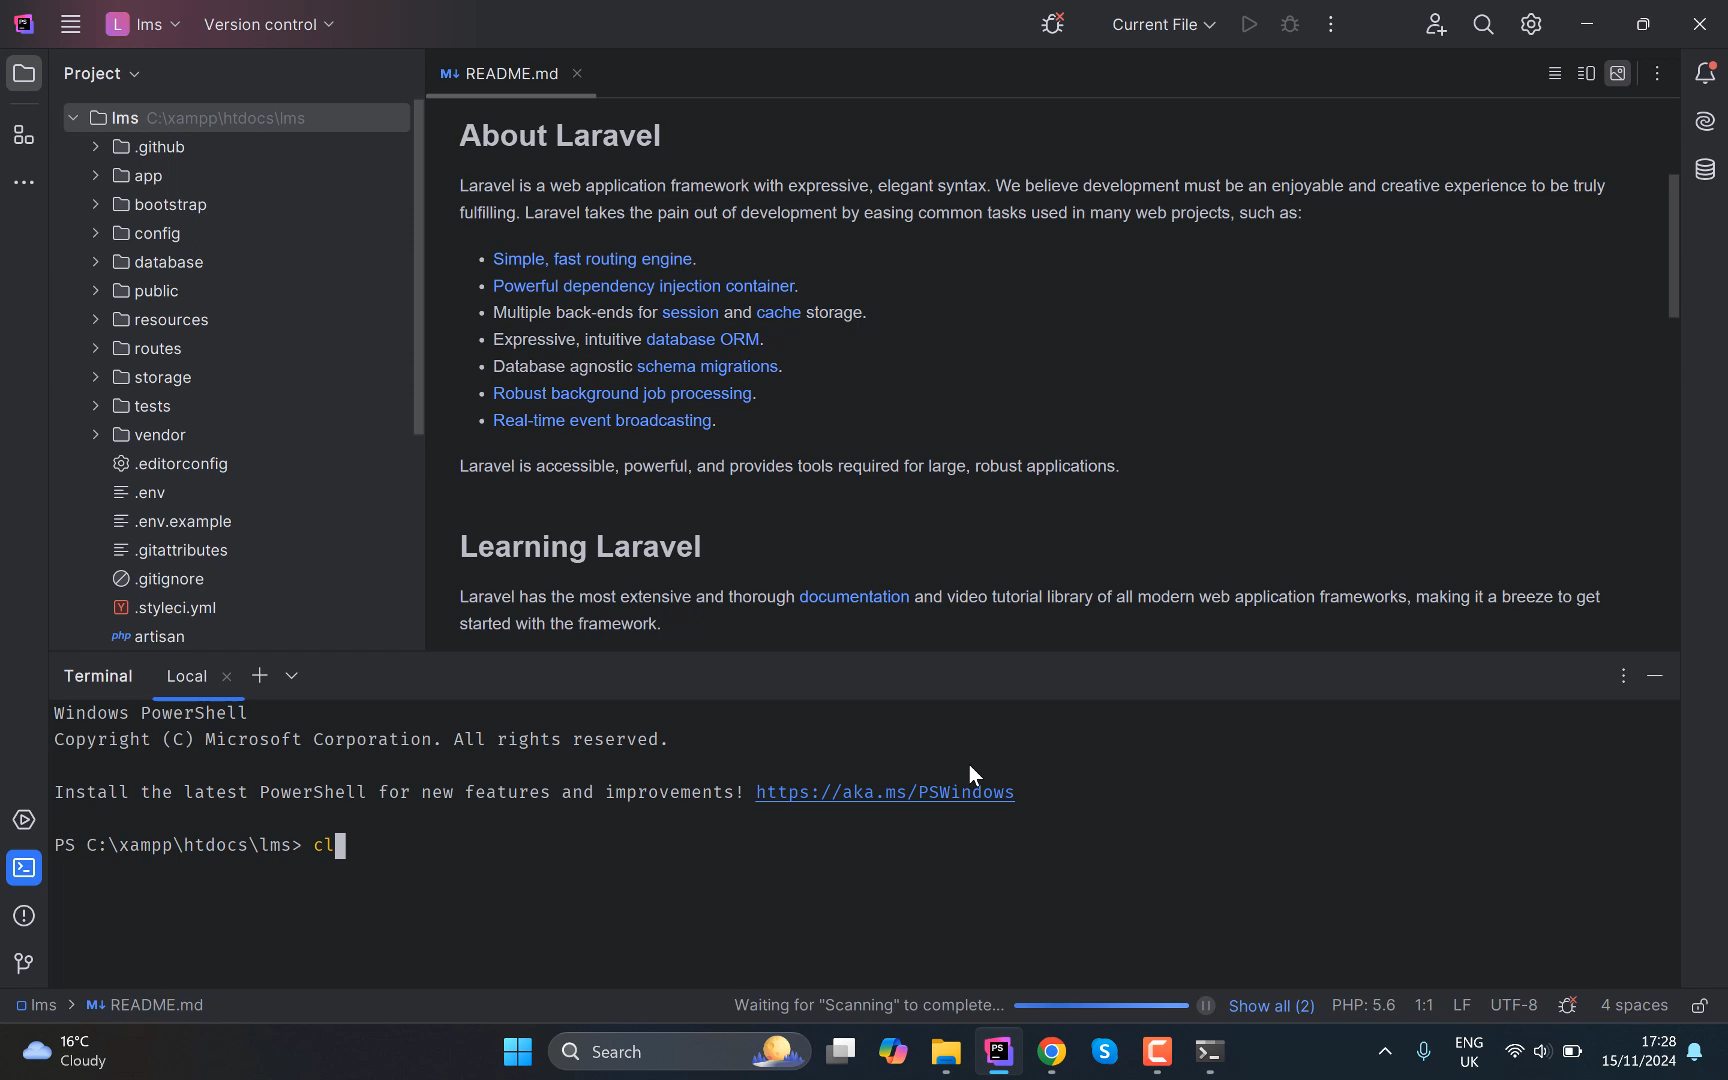 PS L lms Version control Current File
Project
README.md
lms C:\xampp\htdocs\lms
.github
app
bootstrap
config
database
public
resources
routes
storage
tests
vendor
.editorconfig
.env
.env.example
.gitattributes
.gitignore
Y .styleci.yml
php artisan
About Laravel
Laravel is a web application framework with expressive, elegant syntax. We believe development must be an enjoyable and creative experience to be truly
fulfilling. Laravel takes the pain out of development by easing common tasks used in many web projects, such as:
• Simple, fast routing engine.
• Powerful dependency injection container.
• Multiple back-ends for session and cache storage.
• Expressive, intuitive database ORM.
• Database agnostic schema migrations.
• Robust background job processing.
• Real-time event broadcasting.
Laravel is accessible, powerful, and provides tools required for large, robust applications.
Learning Laravel
Laravel has the most extensive and thorough documentation and video tutorial library of all modern web application frameworks, making it a breeze to get
started with the framework.
Terminal Local
Windows PowerShell
Copyright (C) Microsoft Corporation. All rights reserved.
Install the latest PowerShell for new features and improvements! https://aka.ms/PSWindows
PS C:\xampp\htdocs\lms> cl
lms > M↓ README.md Waiting for "Scanning" to complete... Show all (2) PHP: 5.6 1:1 LF UTF-8 4 spaces
16°C
Cloudy
Search
PS
S
ENG
UK
17:28
15/11/2024